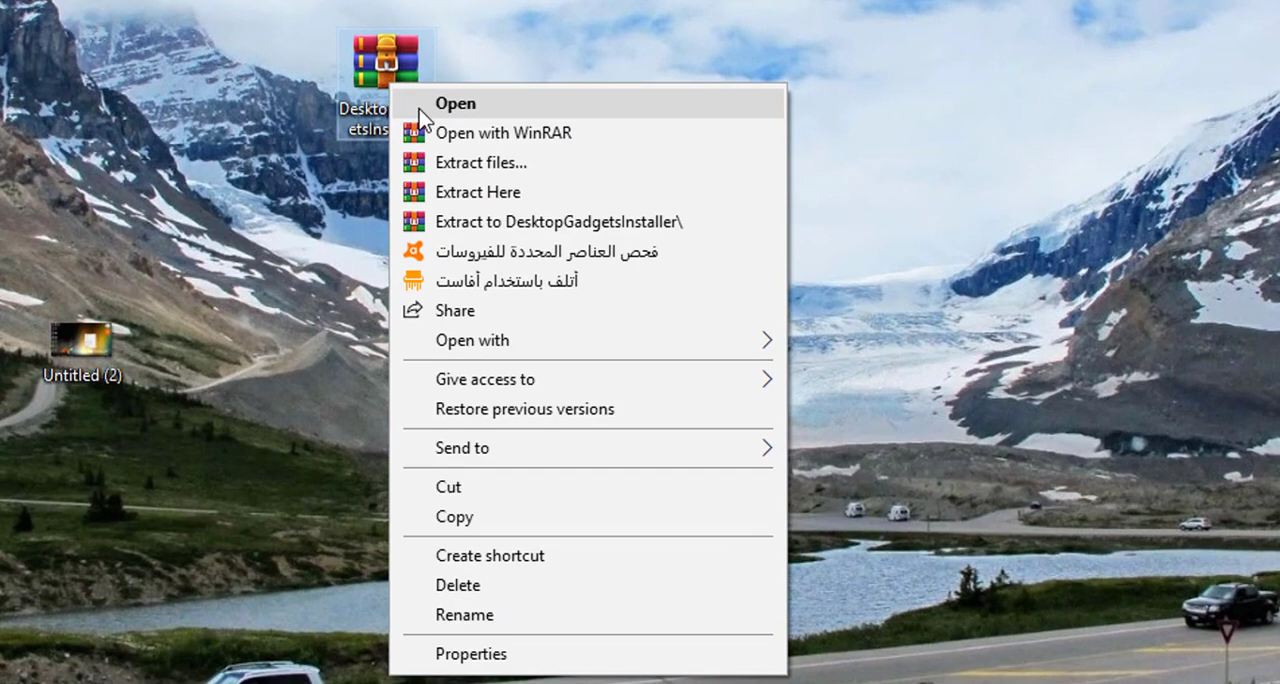 Deskto
etsIns
Open
Open with WinRAR
Extract files...
Extract Here
Extract to DesktopGadgetsInstaller\
فحص العناصر المحددة للفيروسات
أتلف باستخدام أفاست
Share
Open with
Give access to
Restore previous versions
Send to
Cut
Copy
Create shortcut
Delete
Rename
Properties
Untitled (2)